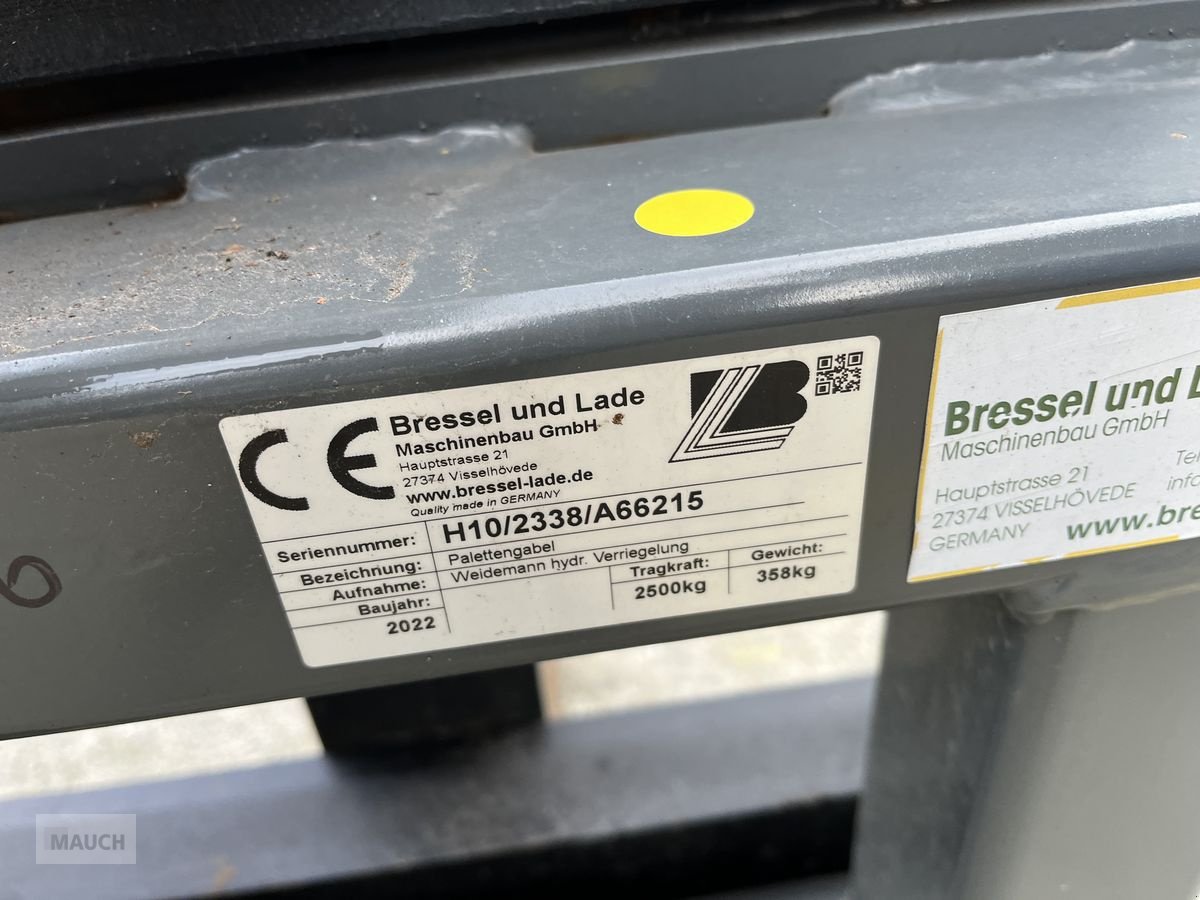 CE
Bressel und Lade
Maschinenbau GmbH
Hauptstrasse 21
27374 Visselhövede
www.bressel-lade.de
Quality made in GERMANY
Seriennummer: H10/2338/A66215
Bezeichnung: Palettengabel
Aufnahme: Weidemann hydr. Verriegelung
Baujahr: Tragkraft: Gewicht:
2022 2500kg 358kg
Bressel und L
Maschinenbau GmbH
Hauptstrasse 21
27374 VISSELHÖVEDE
GERMANY
Tel
info
www.bre
MAUCH